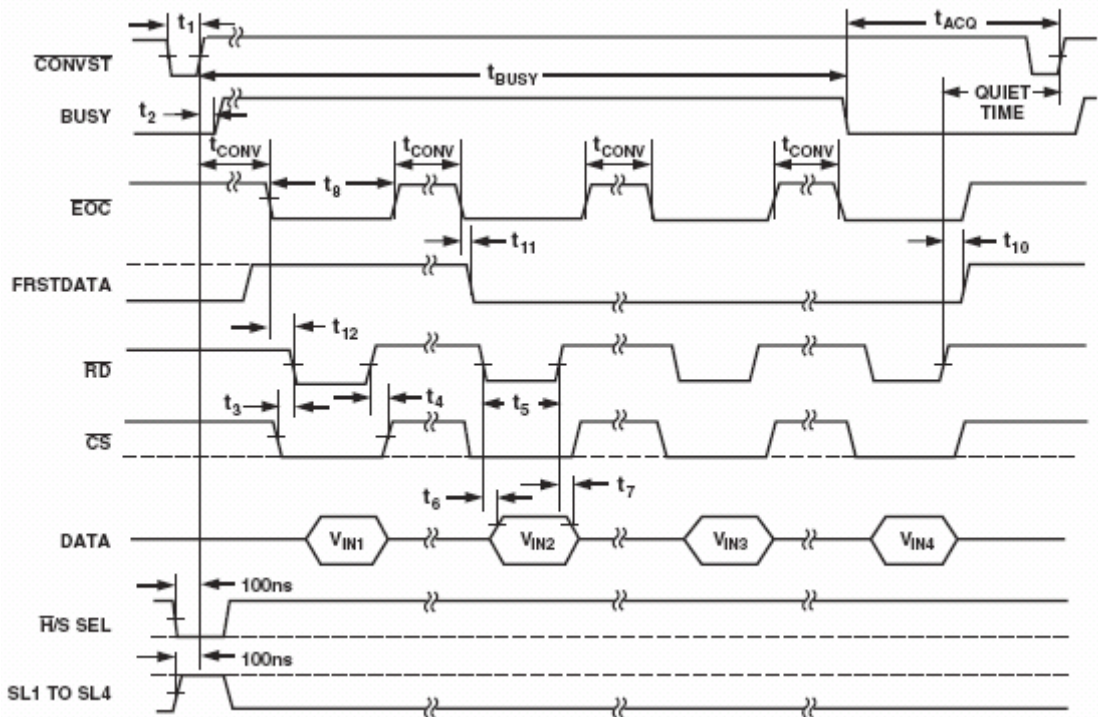 t1
tACQ
CONVST
tBUSY
QUIET TIME
BUSY
t2
tCONV
tCONV
tCONV
tCONV
t8
EOC
t11
t10
FRSTDATA
t12
RD
t3
t4
t5
CS
t6
t7
DATA
VIN1
VIN2
VIN3
VIN4
100ns
H/S SEL
100ns
SL1 TO SL4